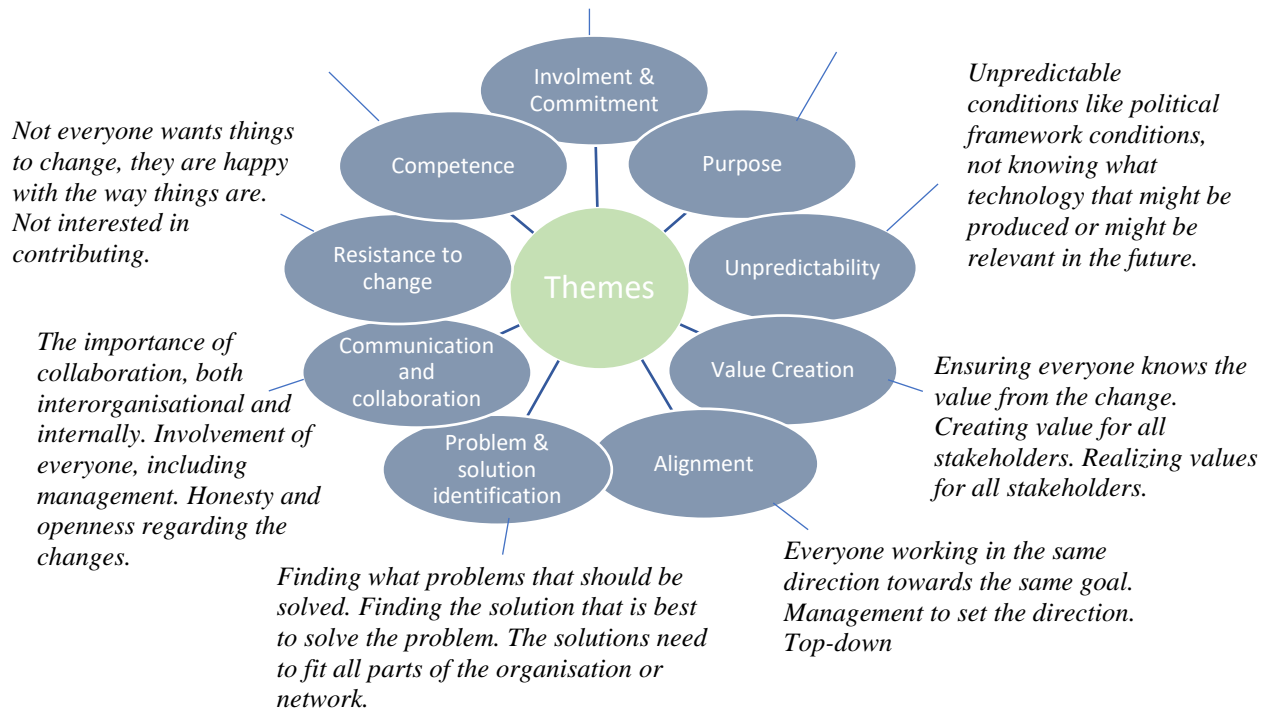 Involment &
Commitment
Competence
Purpose
Unpredictable
conditions like political
framework conditions,
not knowing what
technology that might be
produced or might be
relevant in the future.
Not everyone wants things
to change, they are happy
with the way things are.
Not interested in
contributing.
Resistance to
change
Themes
Unpredictability
The importance of
collaboration, both
interorganisational and
internally. Involvement of
everyone, including
management. Honesty and
openness regarding the
changes.
Communication
and
collaboration
Value Creation
Ensuring everyone knows the
value from the change.
Creating value for all
stakeholders. Realizing values
for all stakeholders.
Problem &
solution
identification
Alignment
Finding what problems that should be
solved. Finding the solution that is best
to solve the problem. The solutions need
to fit all parts of the organisation or
network.
Everyone working in the same
direction towards the same goal.
Management to set the direction.
Top-down